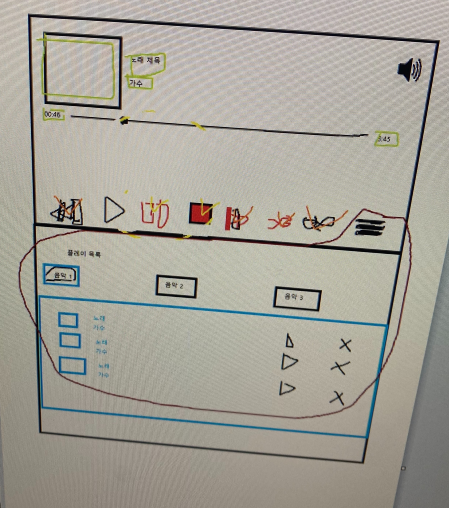 노래 제목
가수
00:46
3:45
플레이 목록
음악 1
음악 2
음악 3
노래
가수
노래
가수
노래
가수